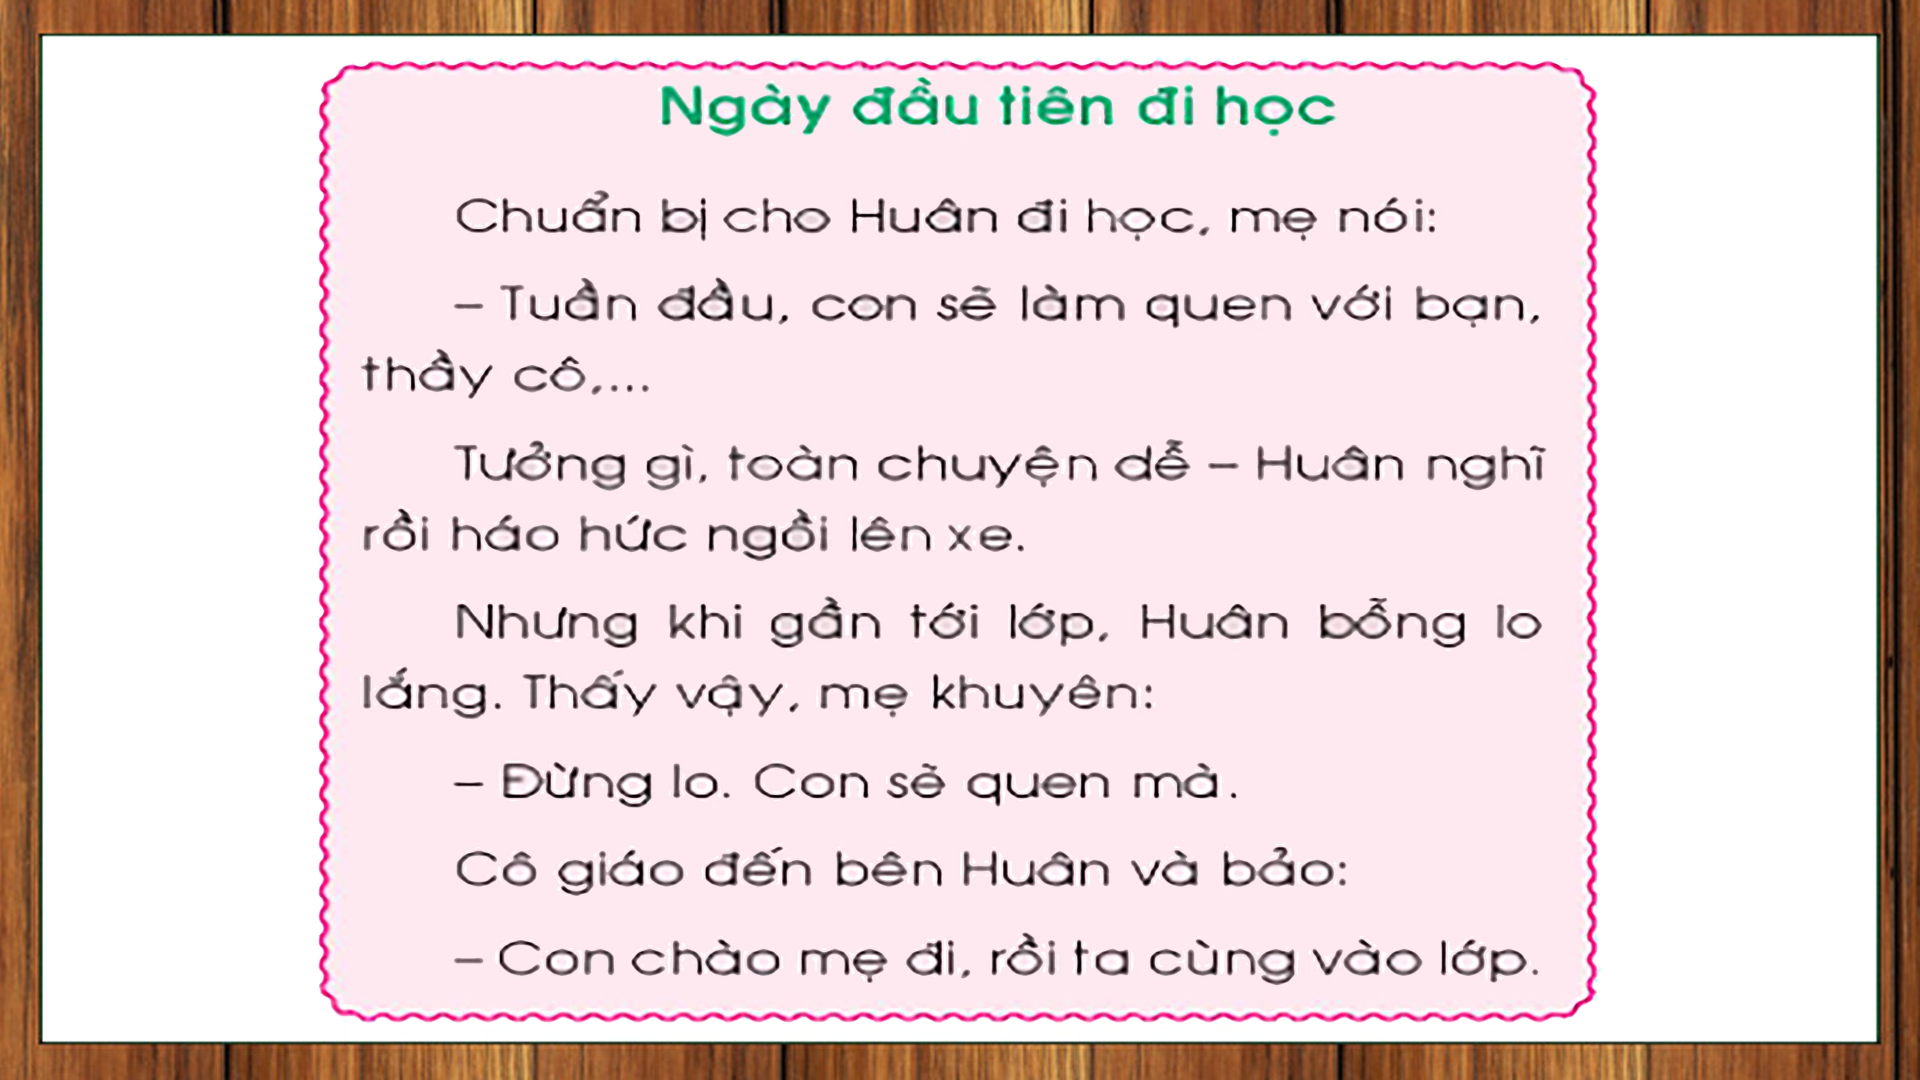 Ngày đầu tiên đi học
Chuẩn bị cho Huân đi học, mẹ nói:
– Tuần đầu, con sẽ làm quen với bạn,
thầy cô,...
Tưởng gì, toàn chuyện dễ – Huân nghĩ
rồi háo hức ngồi lên xe.
Nhưng khi gần tới lớp, Huân bỗng lo
lắng. Thấy vậy, mẹ khuyên:
– Đừng lo. Con sẽ quen mà.
Cô giáo đến bên Huân và bảo:
– Con chào mẹ đi, rồi ta cùng vào lớp.